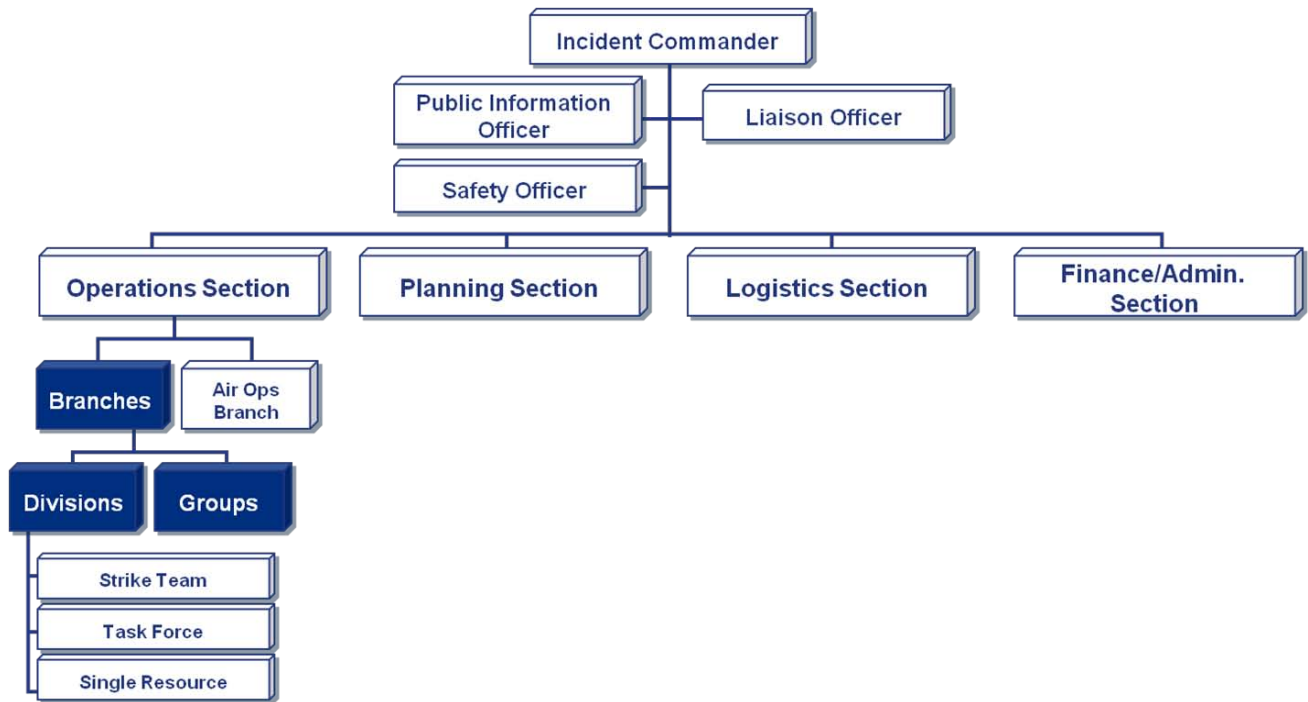 Incident Commander
Public Information
Officer
Liaison Officer
Safety Officer
Operations Section
Planning Section
Logistics Section
Finance/Admin.
Section
Branches
Air Ops
Branch
Divisions
Groups
Strike Team
Task Force
Single Resource